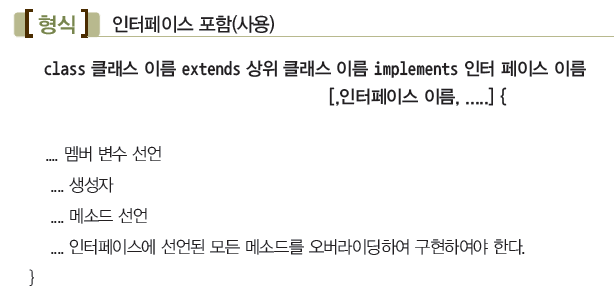 [형식] 인터페이스 포함(사용)
class 클래스 이름 extends 상위 클래스 이름 implements 인터 페이스 이름
[,인터페이스 이름, .....] {
.... 멤버 변수 선언
.... 생성자
.... 메소드 선언
.... 인터페이스에 선언된 모든 메소드를 오버라이딩하여 구현하여야 한다.
}